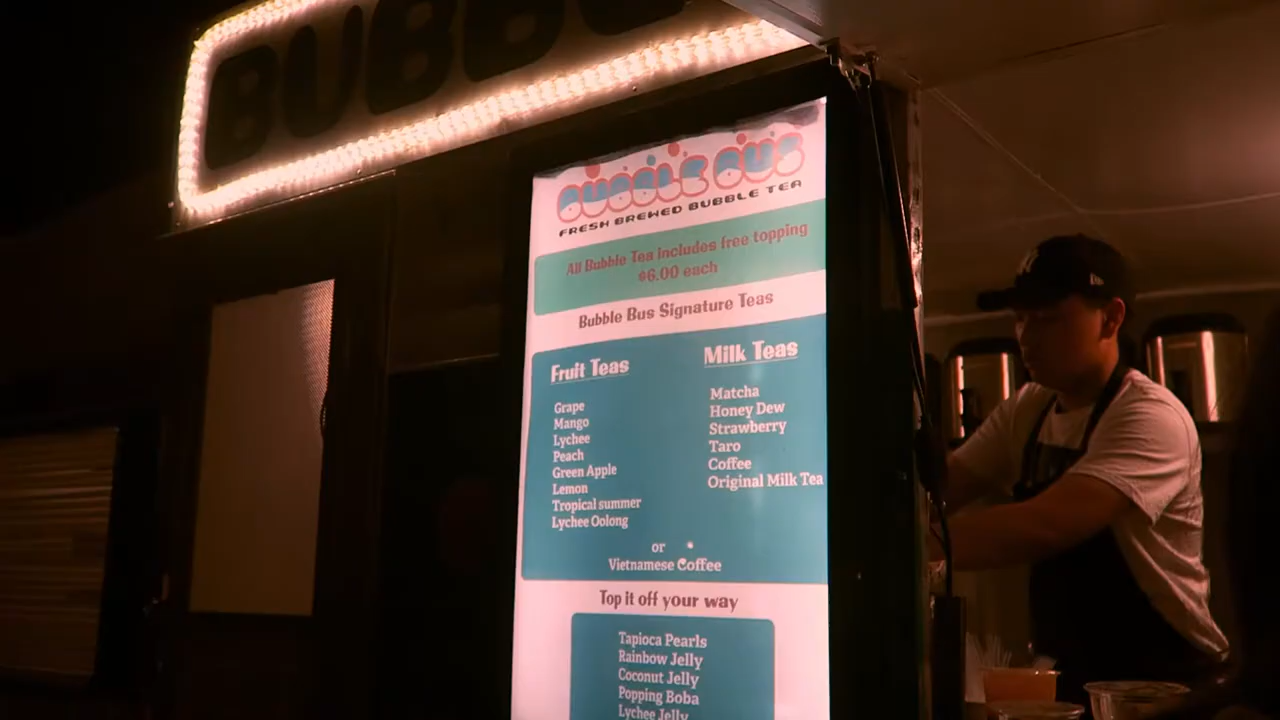 BUBB
BUBBLE BUS
FRESH BREWED BUBBLE TEA
All Bubble Tea includes free topping
$6.00 each
Bubble Bus Signature Teas
Fruit Teas
Grape
Mango
Lychee
Peach
Green Apple
Lemon
Tropical summer
Lychee Oolong
Milk Teas
Matcha
Honey Dew
Strawberry
Taro
Coffee
Original Milk Tea
or
Vietnamese Coffee
Top it off your way
Tapioca Pearls
Rainbow Jelly
Coconut Jelly
Popping Boba
Lychee Jelly